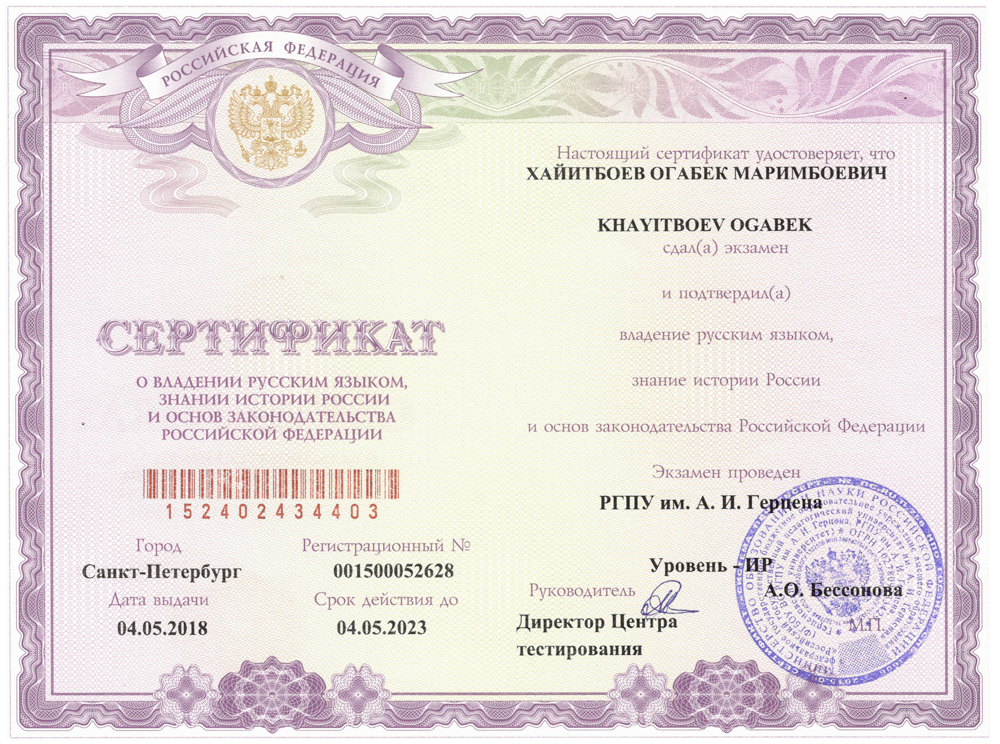 РОССИЙСКАЯ ФЕДЕРАЦИЯ
СЕРТИФИКАТ
О ВЛАДЕНИИ РУССКИМ ЯЗЫКОМ,
ЗНАНИИ ИСТОРИИ РОССИИ
И ОСНОВ ЗАКОНОДАТЕЛЬСТВА
РОССИЙСКОЙ ФЕДЕРАЦИИ
152402434403
Город
Регистрационный №
Санкт-Петербург
001500052628
Дата выдачи
Срок действия до
04.05.2018
04.05.2023
Настоящий сертификат удостоверяет, что
ХАЙИТБОЕВ ОГАБЕК МАРИМБОЕВИЧ
KHAYITBOEV OGABEK
сдал(а) экзамен
и подтвердил(а)
владение русским языком,
знание истории России
и основ законодательства Российской Федерации
Экзамен проведен
РГПУ им. А. И. Герцена
Уровень - ИР
Руководитель
А.О. Бессонова
Директор Центра
тестирования
М.П.